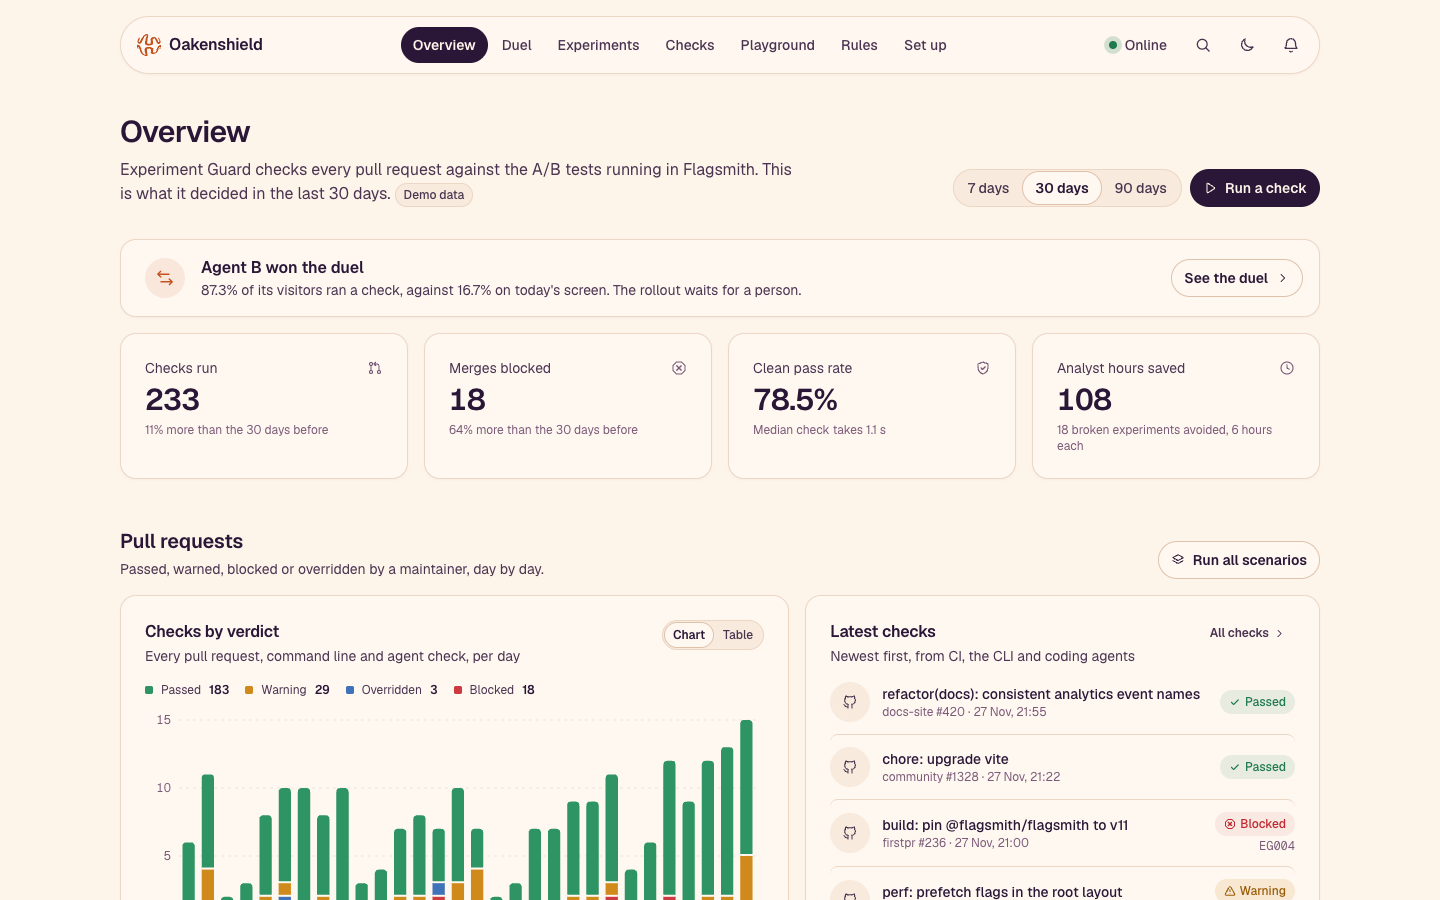 Oakenshield
Overview
Duel
Experiments
Checks
Playground
Rules
Set up
Online
Overview
Experiment Guard checks every pull request against the A/B tests running in Flagsmith. This
is what it decided in the last 30 days. Demo data
7 days
30 days
90 days
Run a check
Agent B won the duel
87.3% of its visitors ran a check, against 16.7% on today's screen. The rollout waits for a person.
See the duel
Checks run
233
11% more than the 30 days before
Merges blocked
18
64% more than the 30 days before
Clean pass rate
78.5%
Median check takes 1.1 s
Analyst hours saved
108
18 broken experiments avoided, 6 hours
each
Pull requests
Passed, warned, blocked or overridden by a maintainer, day by day.
Run all scenarios
Checks by verdict
Every pull request, command line and agent check, per day
Chart
Table
Passed 183
Warning 29
Overridden 3
Blocked 18
15
10
5
Latest checks
Newest first, from CI, the CLI and coding agents
All checks
refactor(docs): consistent analytics event names
docs-site #420 · 27 Nov, 21:55
Passed
chore: upgrade vite
community #1328 · 27 Nov, 21:22
Passed
build: pin @flagsmith/flagsmith to v11
firstpr #236 · 27 Nov, 21:00
Blocked
EG004
perf: prefetch flags in the root layout
Warning